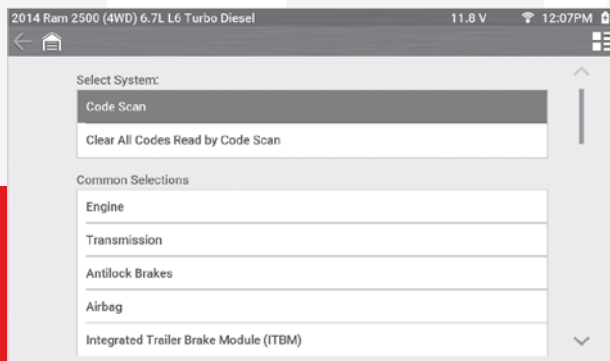 2014 Ram 2500 (4WD) 6.7L L6 Turbo Diesel 11.8 V 12:07PM
Select System:
Code Scan
Clear All Codes Read by Code Scan
Common Selections
Engine
Transmission
Antilock Brakes
Airbag
Integrated Trailer Brake Module (ITBM)